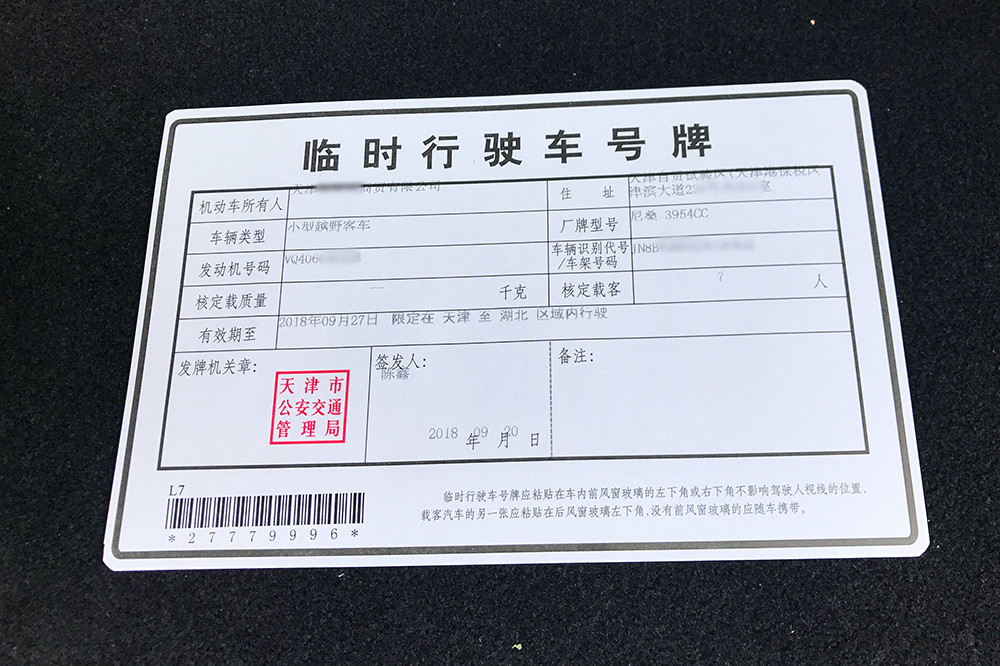 临时行驶车号牌
机动车所有人 天津 商贸有限公司
住 址 天津自贸试验区(天津港保税区
津滨大道2 室
车辆类型 小型越野客车
厂牌型号 尼桑 3954CC
发动机号码 VQ40
车辆识别代号
/车架号码 JN8B
核定载质量 — 千克
核定载客 7 人
有效期至 2018年09月27日 限定在 天津 至 湖北 区域内行驶
发牌机关章:
天津市
公安交通
管理局
签发人:
陈鑫
2018 年 09 月 20 日
备注:
L7
*27779996*
临时行驶车号牌应粘贴在车内前风窗玻璃的左下角或右下角不影响驾驶人视线的位置,
载客汽车的另一张应粘贴在后风窗玻璃左下角,没有前风窗玻璃的应随车携带。